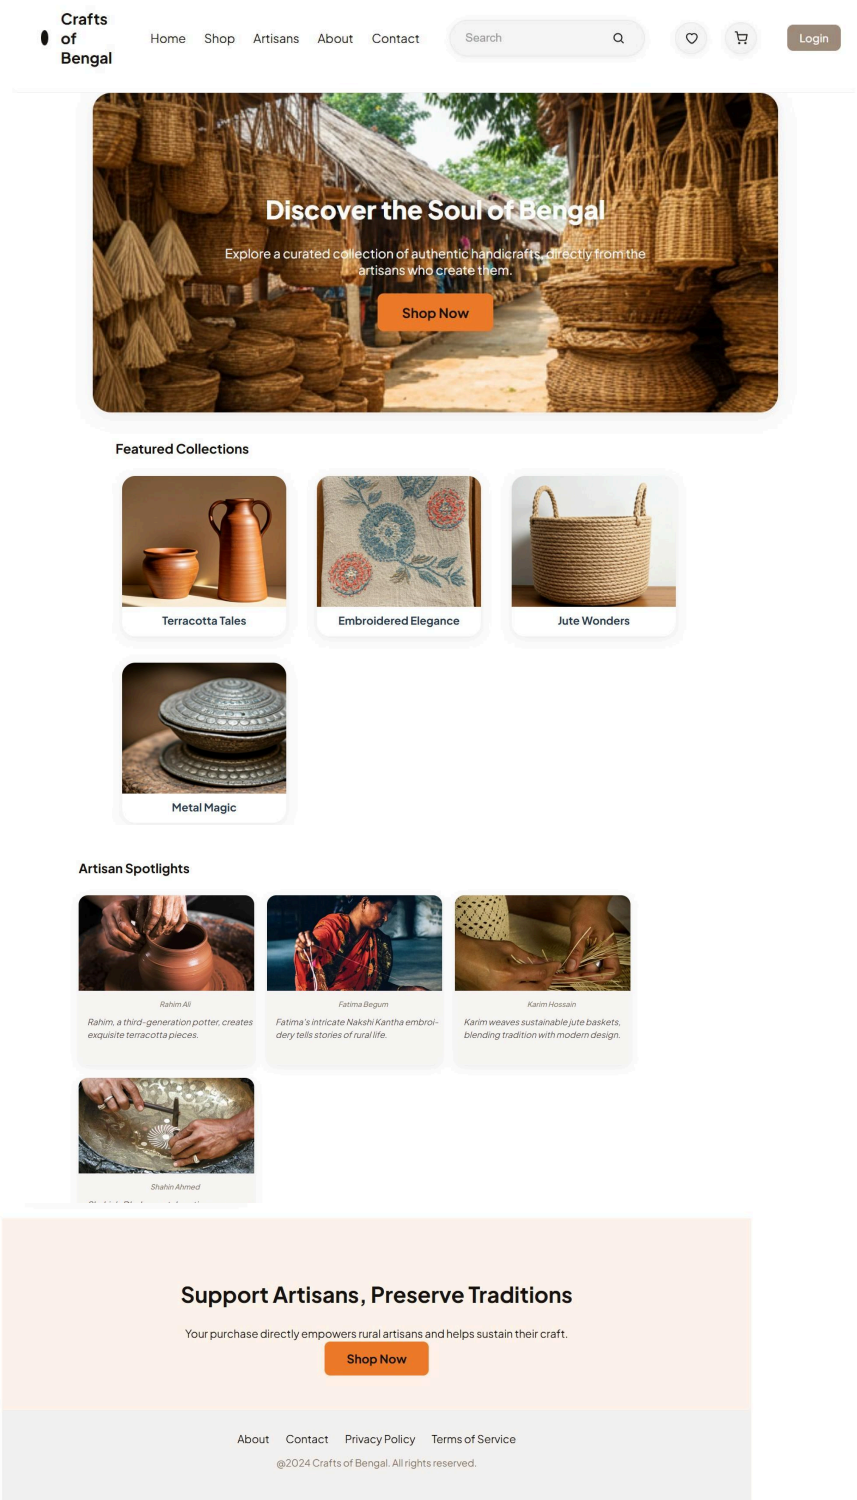 Crafts
of
Bengal
Home Shop Artisans About Contact
Search
Login
Discover the Soul of Bengal
Explore a curated collection of authentic handicrafts, directly from the
artisans who create them.
Shop Now
Featured Collections
Terracotta Tales
Embroidered Elegance
Jute Wonders
Metal Magic
Artisan Spotlights
Rahim Ali
Rahim, a third-generation potter, creates
exquisite terracotta pieces.
Fatima Begum
Fatima's intricate Nakshi Kantha embroi-
dery tells stories of rural life.
Karim Hossain
Karim weaves sustainable jute baskets,
blending tradition with modern design.
Shahin Ahmed
Support Artisans, Preserve Traditions
Your purchase directly empowers rural artisans and helps sustain their craft.
Shop Now
About Contact Privacy Policy Terms of Service
@2024 Crafts of Bengal. All rights reserved.